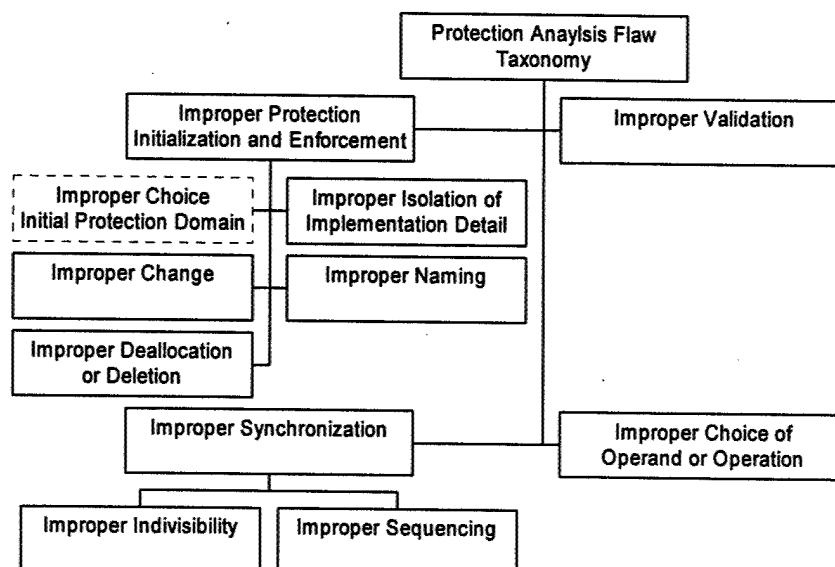 Protection Anaylsis Flaw
Taxonomy
Improper Protection
Initialization and Enforcement
Improper Validation
Improper Choice
Initial Protection Domain
Improper Isolation of
Implementation Detail
Improper Change
Improper Naming
Improper Deallocation
or Deletion
Improper Synchronization
Improper Choice of
Operand or Operation
Improper Indivisibility
Improper Sequencing